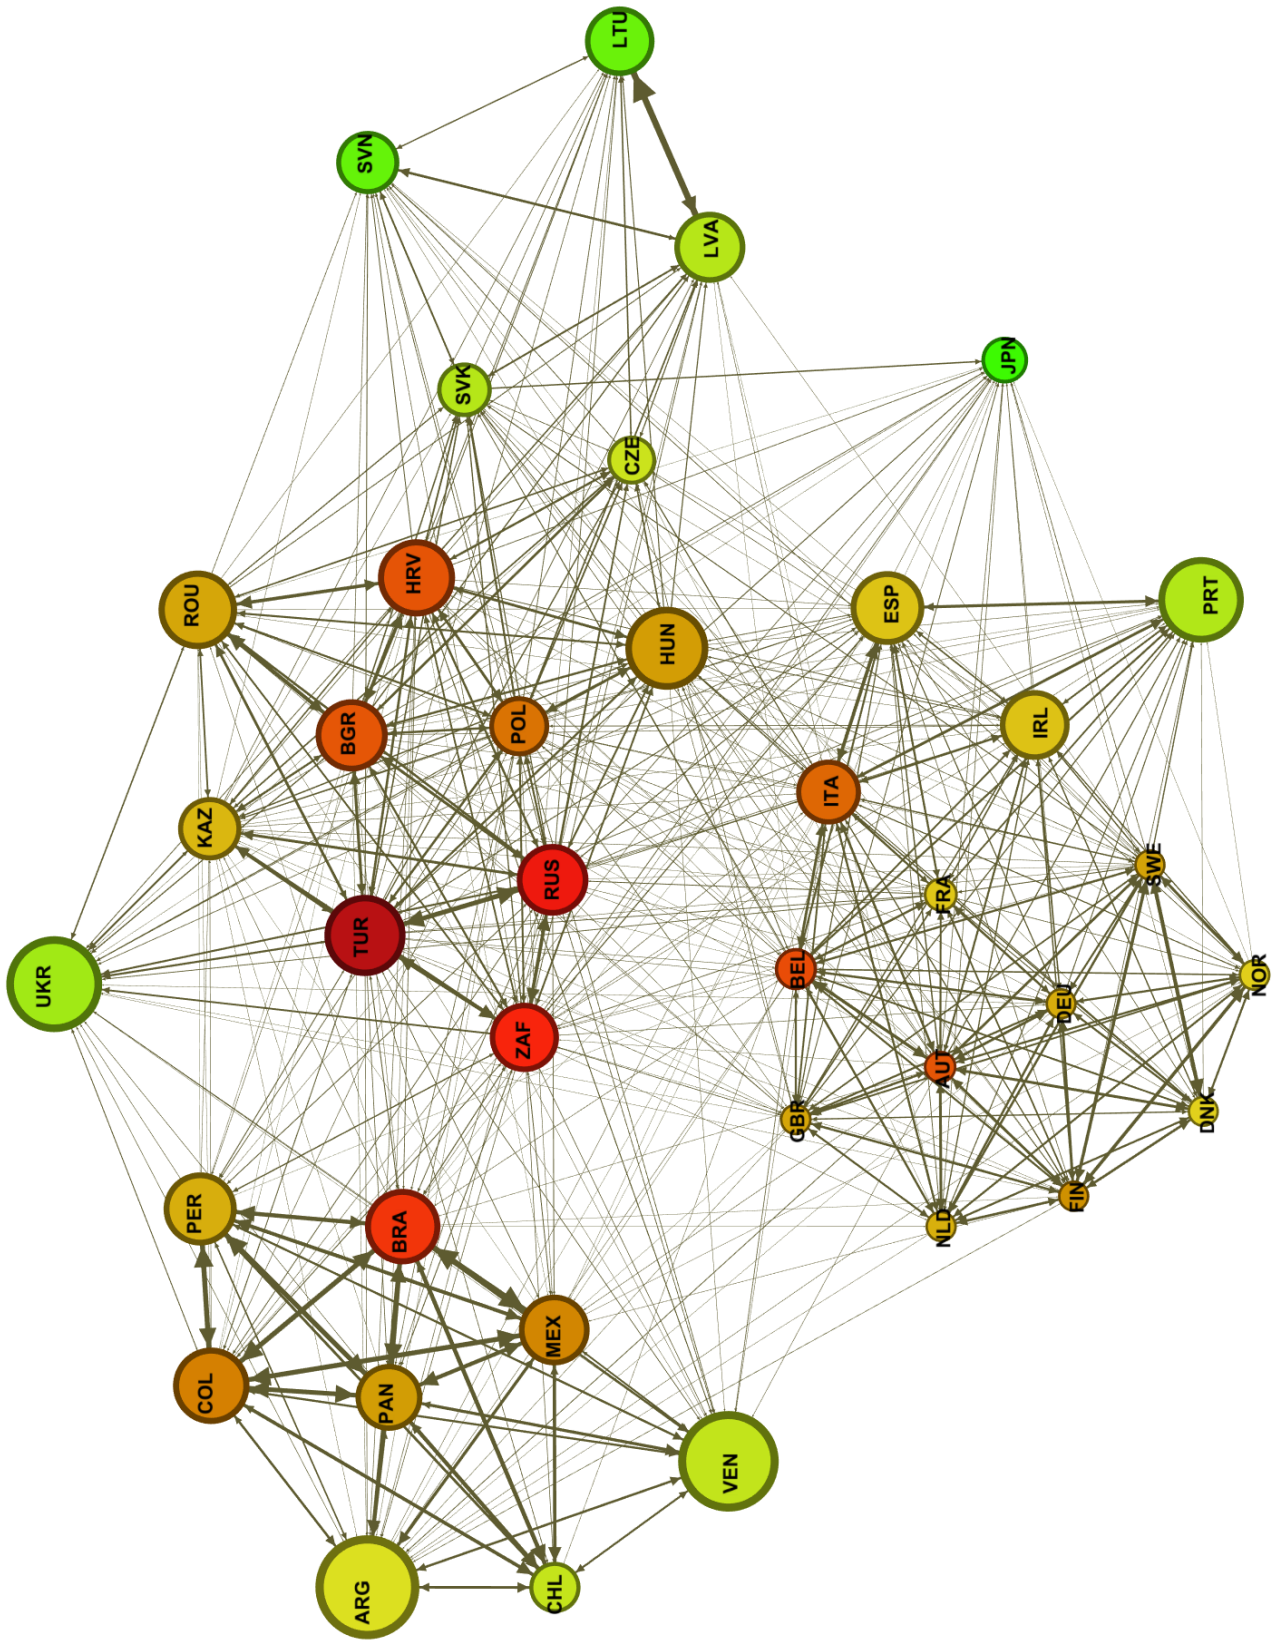 LTU
SVN
LVA
JPN
SVK
CZE
HRV
ROU
ESP
PRT
HUN
BGR
POL
IRL
ITA
KAZ
SWE
RUS
FRA
TUR
BEL
NOR
UKR
DEU
ZAF
AUT
DNK
GBR
FIN
PER
BRA
NLD
MEX
COL
PAN
VEN
ARG
CHL